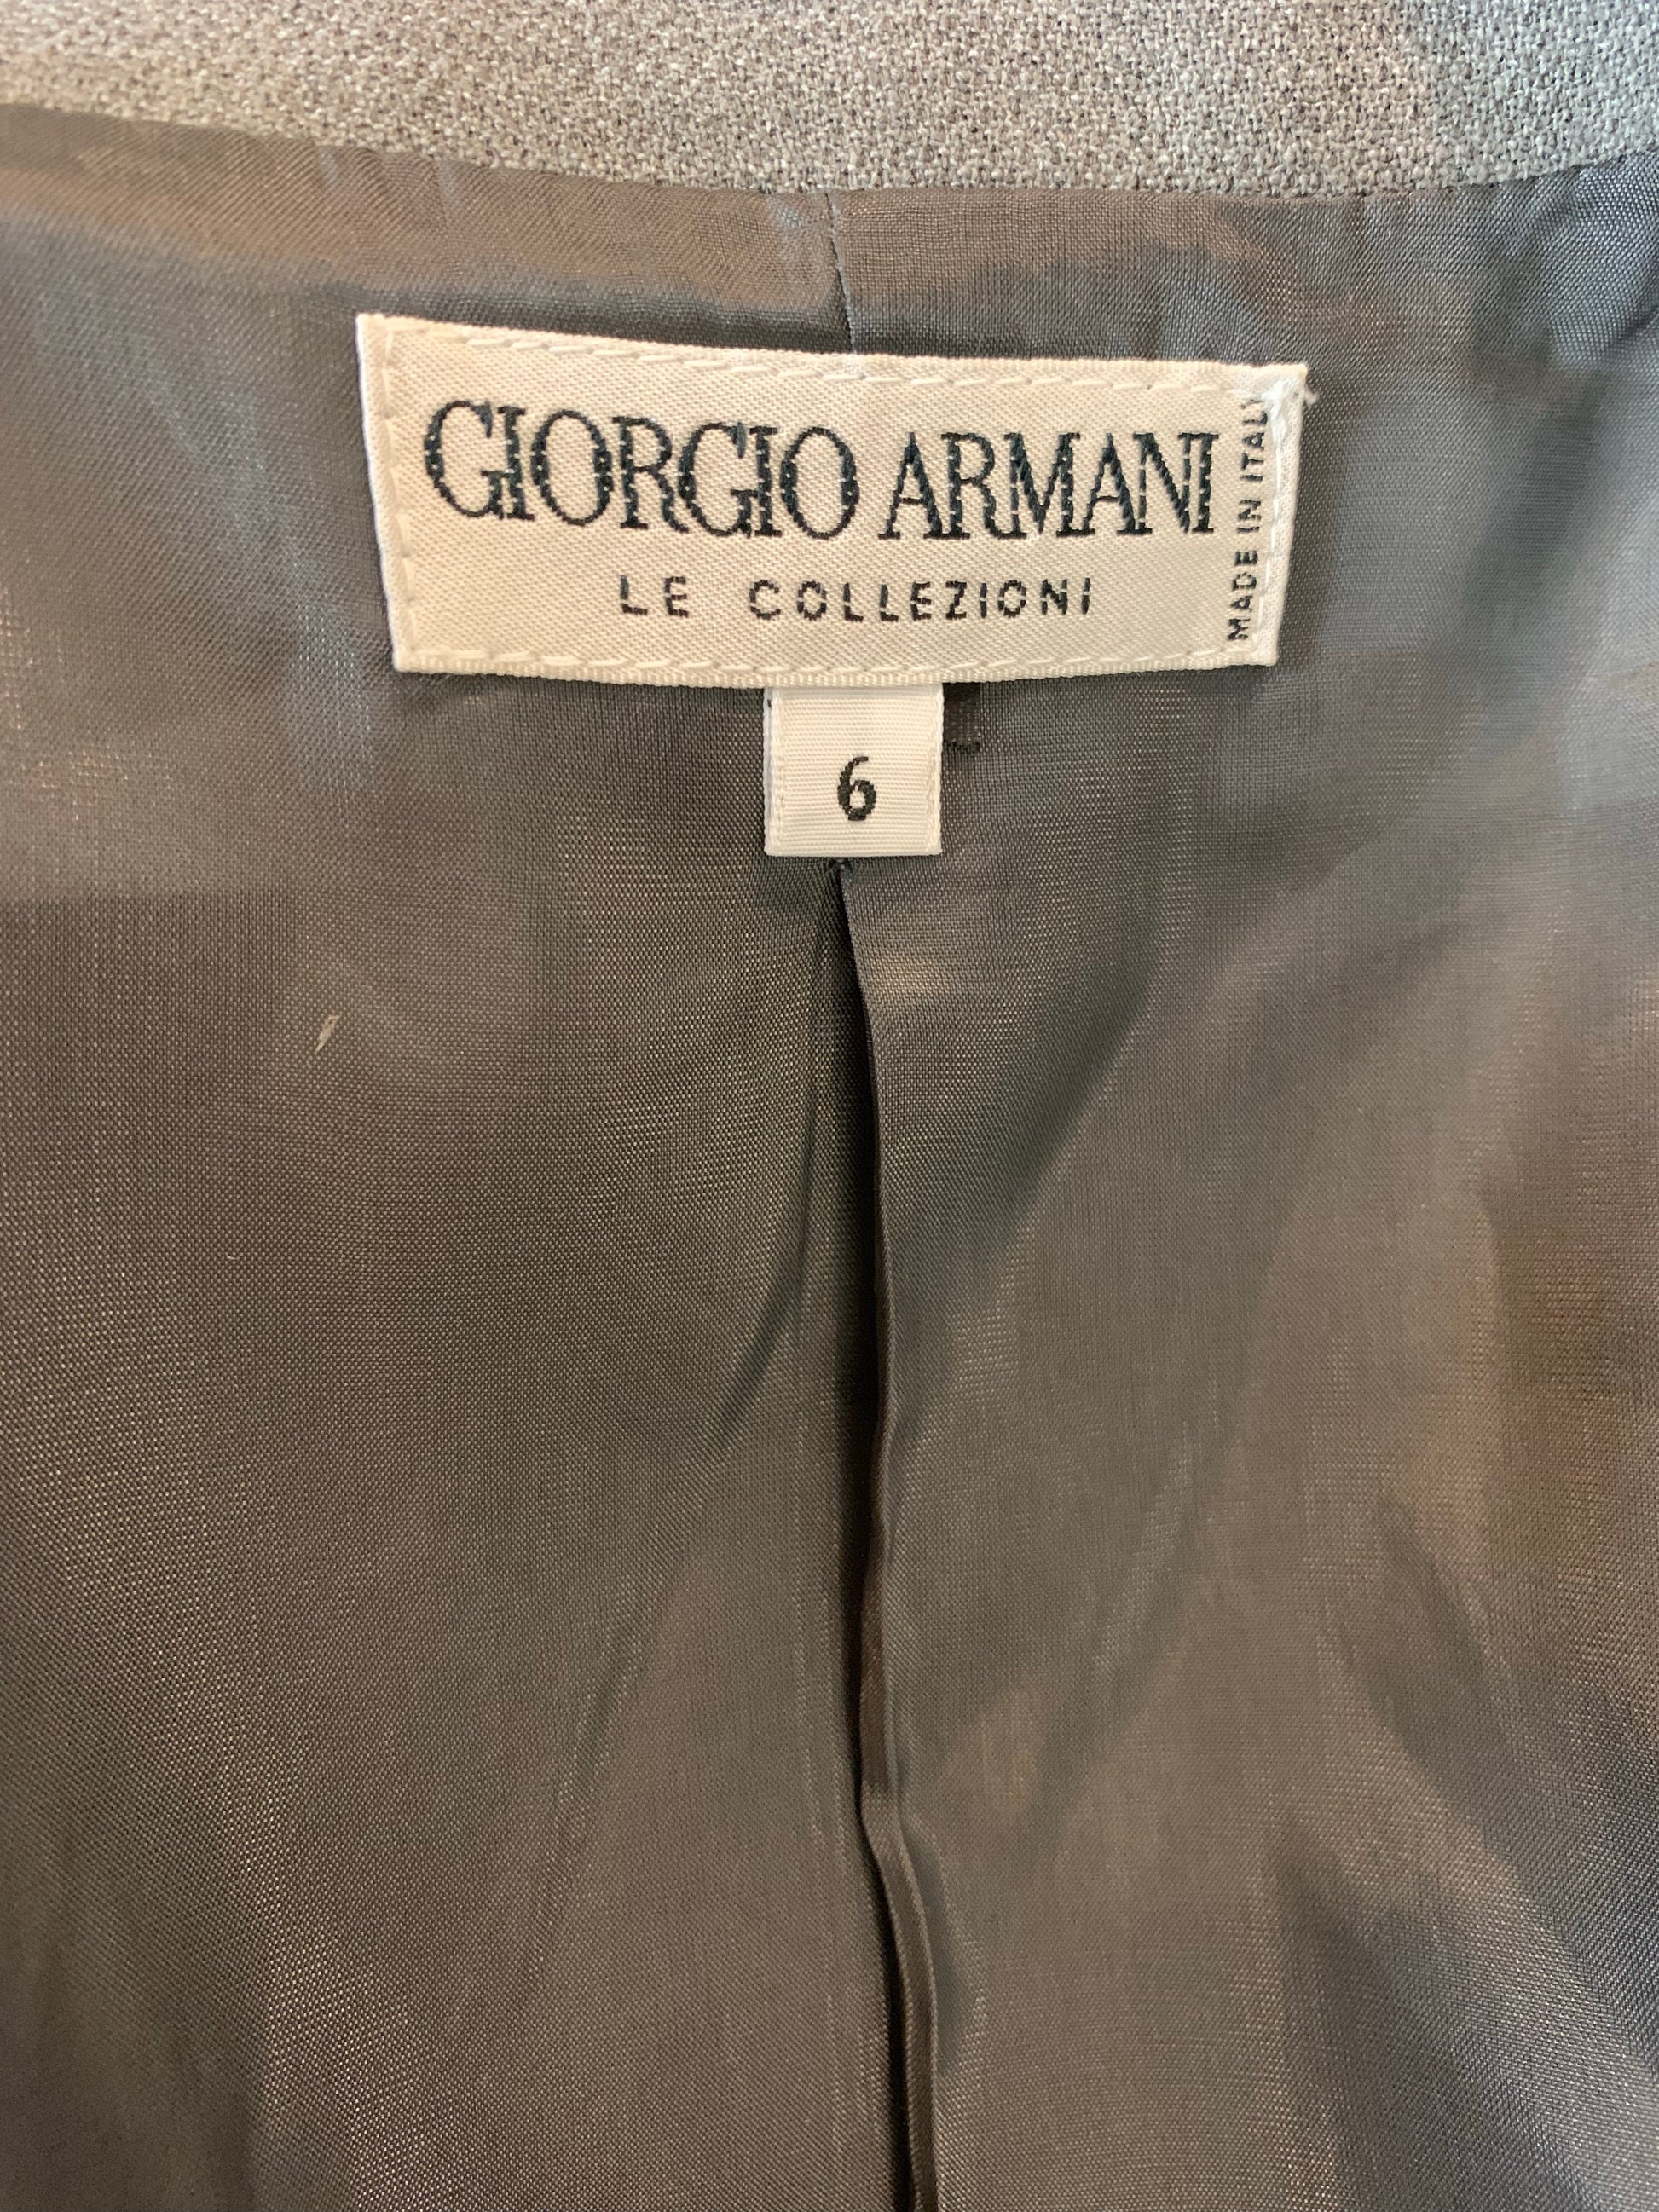 GIORGIO ARMANI
LE COLLEZIONI
MADE IN ITALY
6